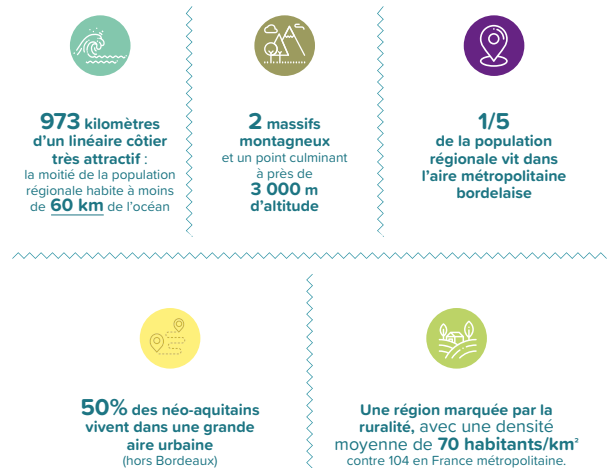 973 kilomètres
d'un linéaire côtier
très attractif :
la moitié de la population
régionale habite à moins
de 60 km de l'océan
2 massifs
montagneux
et un point culminant
à près de
3 000 m
d'altitude
1/5
de la population
régionale vit dans
l'aire métropolitaine
bordelaise
50% des néo-aquitains
vivent dans une grande
aire urbaine
(hors Bordeaux)
Une région marquée par la
ruralité, avec une densité
moyenne de 70 habitants/km²
contre 104 en France métropolitaine.